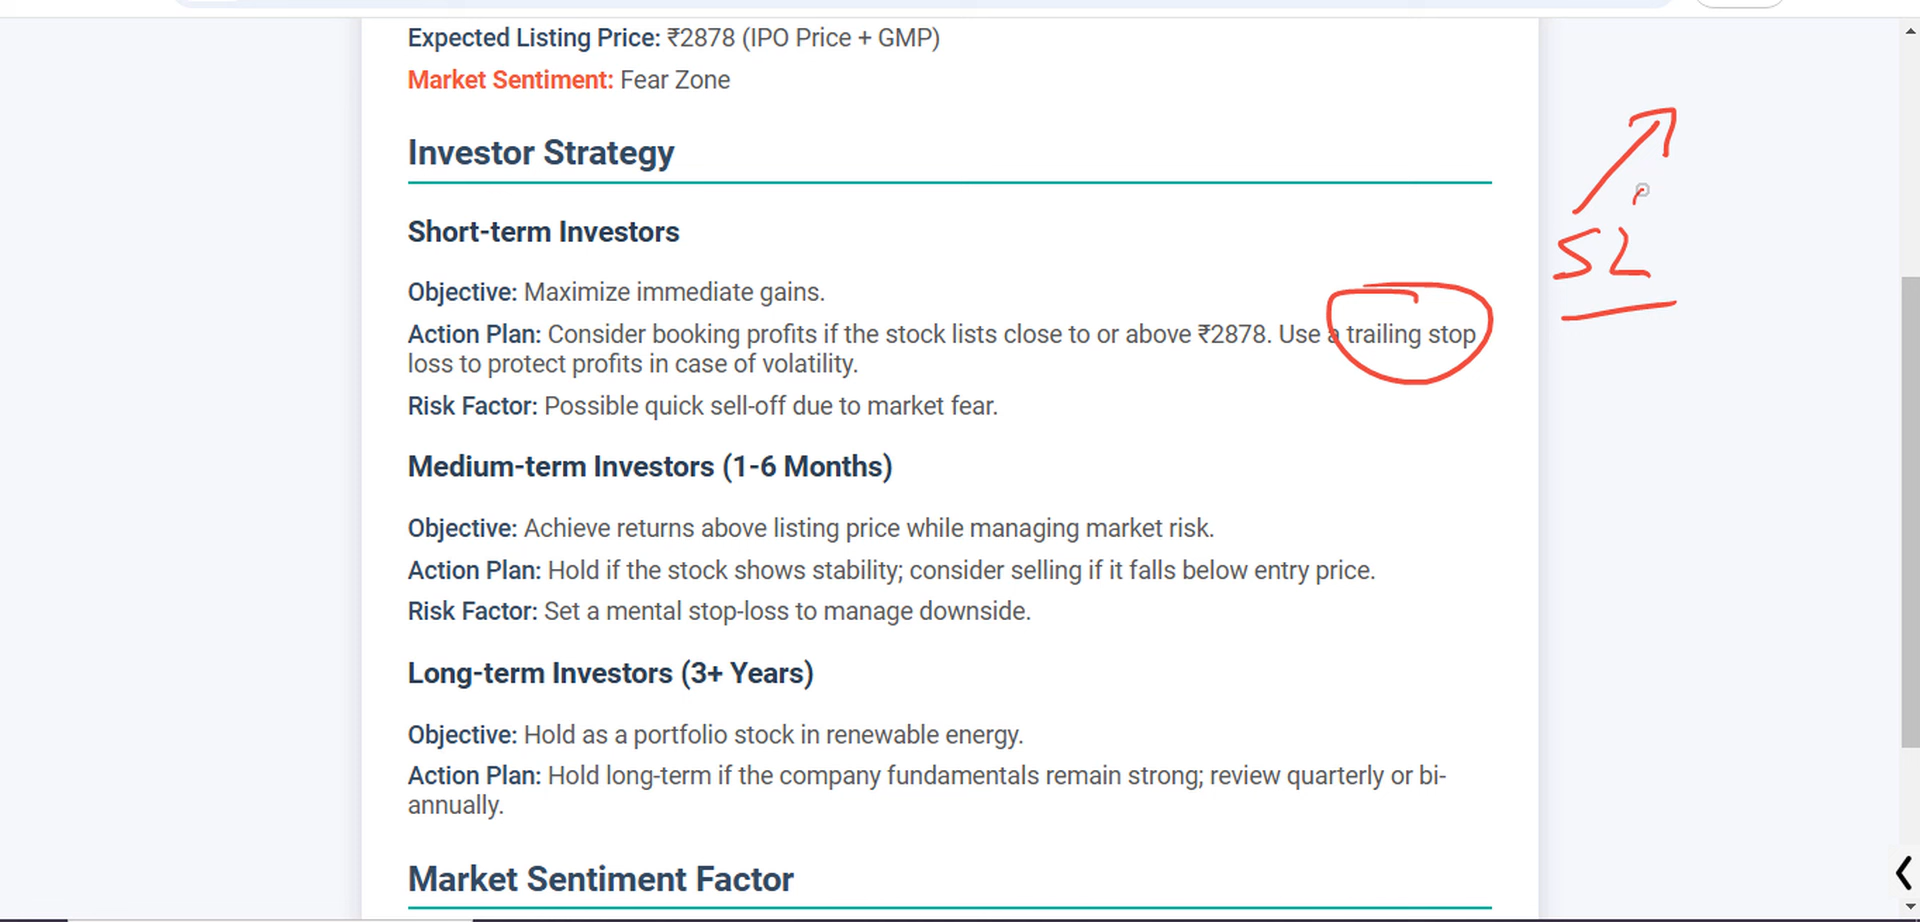 Expected Listing Price: ₹2878 (IPO Price + GMP)
Market Sentiment: Fear Zone
Investor Strategy
Short-term Investors
Objective: Maximize immediate gains.
Action Plan: Consider booking profits if the stock lists close to or above ₹2878. Use a trailing stop
loss to protect profits in case of volatility.
Risk Factor: Possible quick sell-off due to market fear.
SL
Medium-term Investors (1-6 Months)
Objective: Achieve returns above listing price while managing market risk.
Action Plan: Hold if the stock shows stability; consider selling if it falls below entry price.
Risk Factor: Set a mental stop-loss to manage downside.
Long-term Investors (3+ Years)
Objective: Hold as a portfolio stock in renewable energy.
Action Plan: Hold long-term if the company fundamentals remain strong; review quarterly or bi-
annually.
Market Sentiment Factor